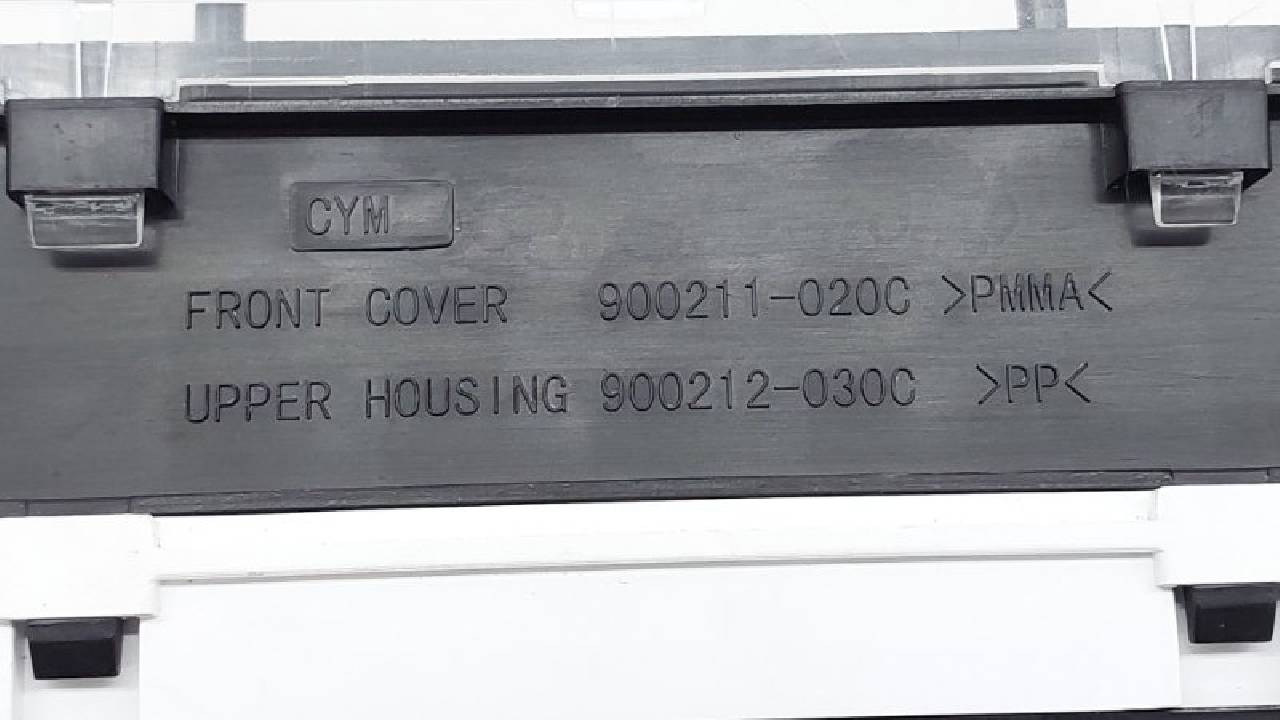 CYM
FRONT COVER 900211-020C >PMMA<
UPPER HOUSING 900212-030C >PP<